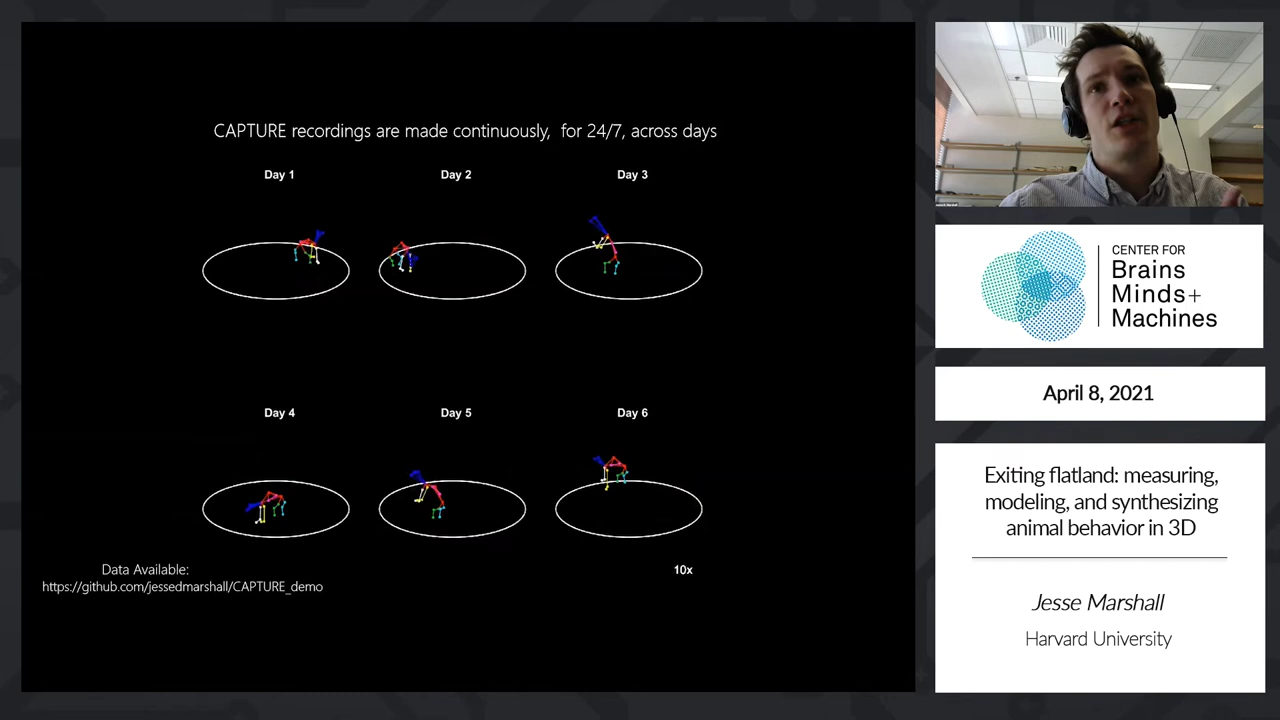 CAPTURE recordings are made continuously, for 24/7, across days
Day 1
Day 2
Day 3
Day 4
Day 5
Day 6
Data Available:
https://github.com/jessedmarshall/CAPTURE_demo
10x
CENTER FOR
Brains
Minds+
Machines
April 8, 2021
Exiting flatland: measuring,
modeling, and synthesizing
animal behavior in 3D
Jesse Marshall
Harvard University